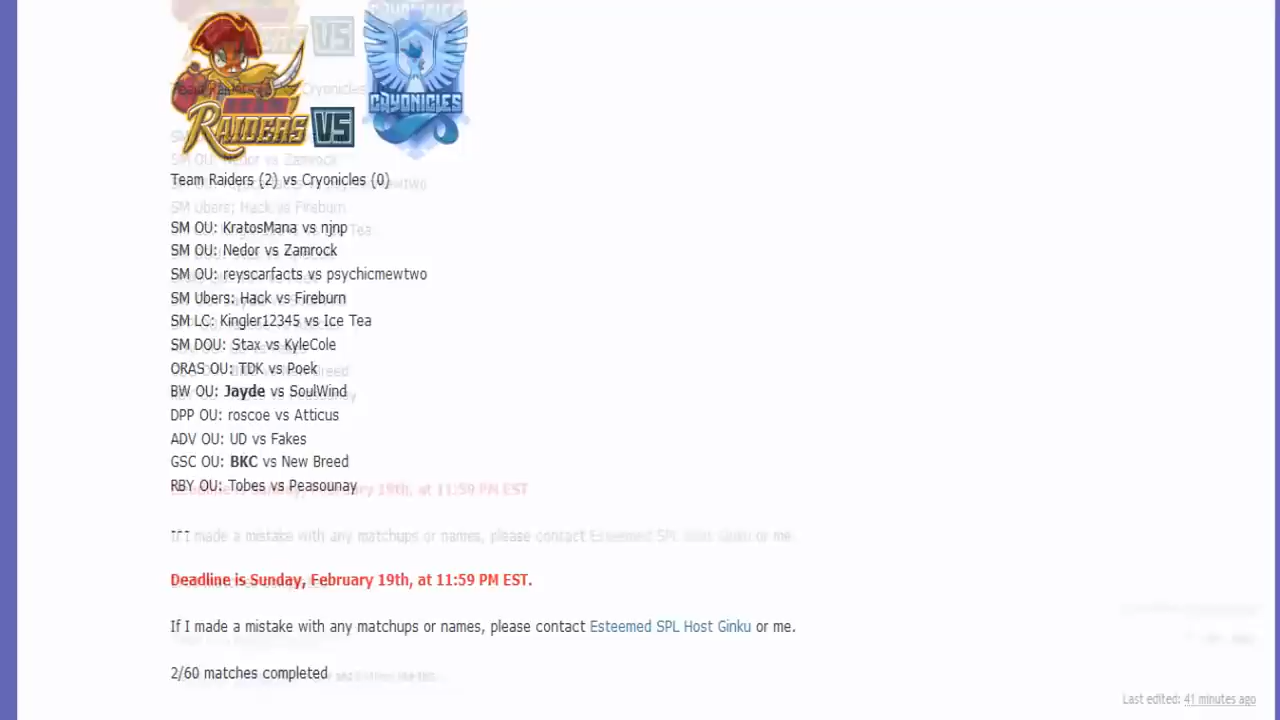 RAIDERS VS CRYONICLES
Team Raiders (2) vs Cryonicles (0)
SM OU: KratosMana vs njnp
SM OU: Nedor vs Zamrock
SM OU: reyscarfacts vs psychicmewtwo
SM Ubers: Hack vs Fireburn
SM LC: Kingler12345 vs Ice Tea
SM DOU: Stax vs KyleCole
ORAS OU: TDK vs Poek
BW OU: Jayde vs SoulWind
DPP OU: roscoe vs Atticus
ADV OU: UD vs Fakes
GSC OU: BKC vs New Breed
RBY OU: Tobes vs Peasounay
---
Deadline is Sunday, February 19th, at 11:59 PM EST.
If I made a mistake with any matchups or names, please contact Esteemed SPL Host Ginku or me.
2/60 matches completed
Last edited: 41 minutes ago